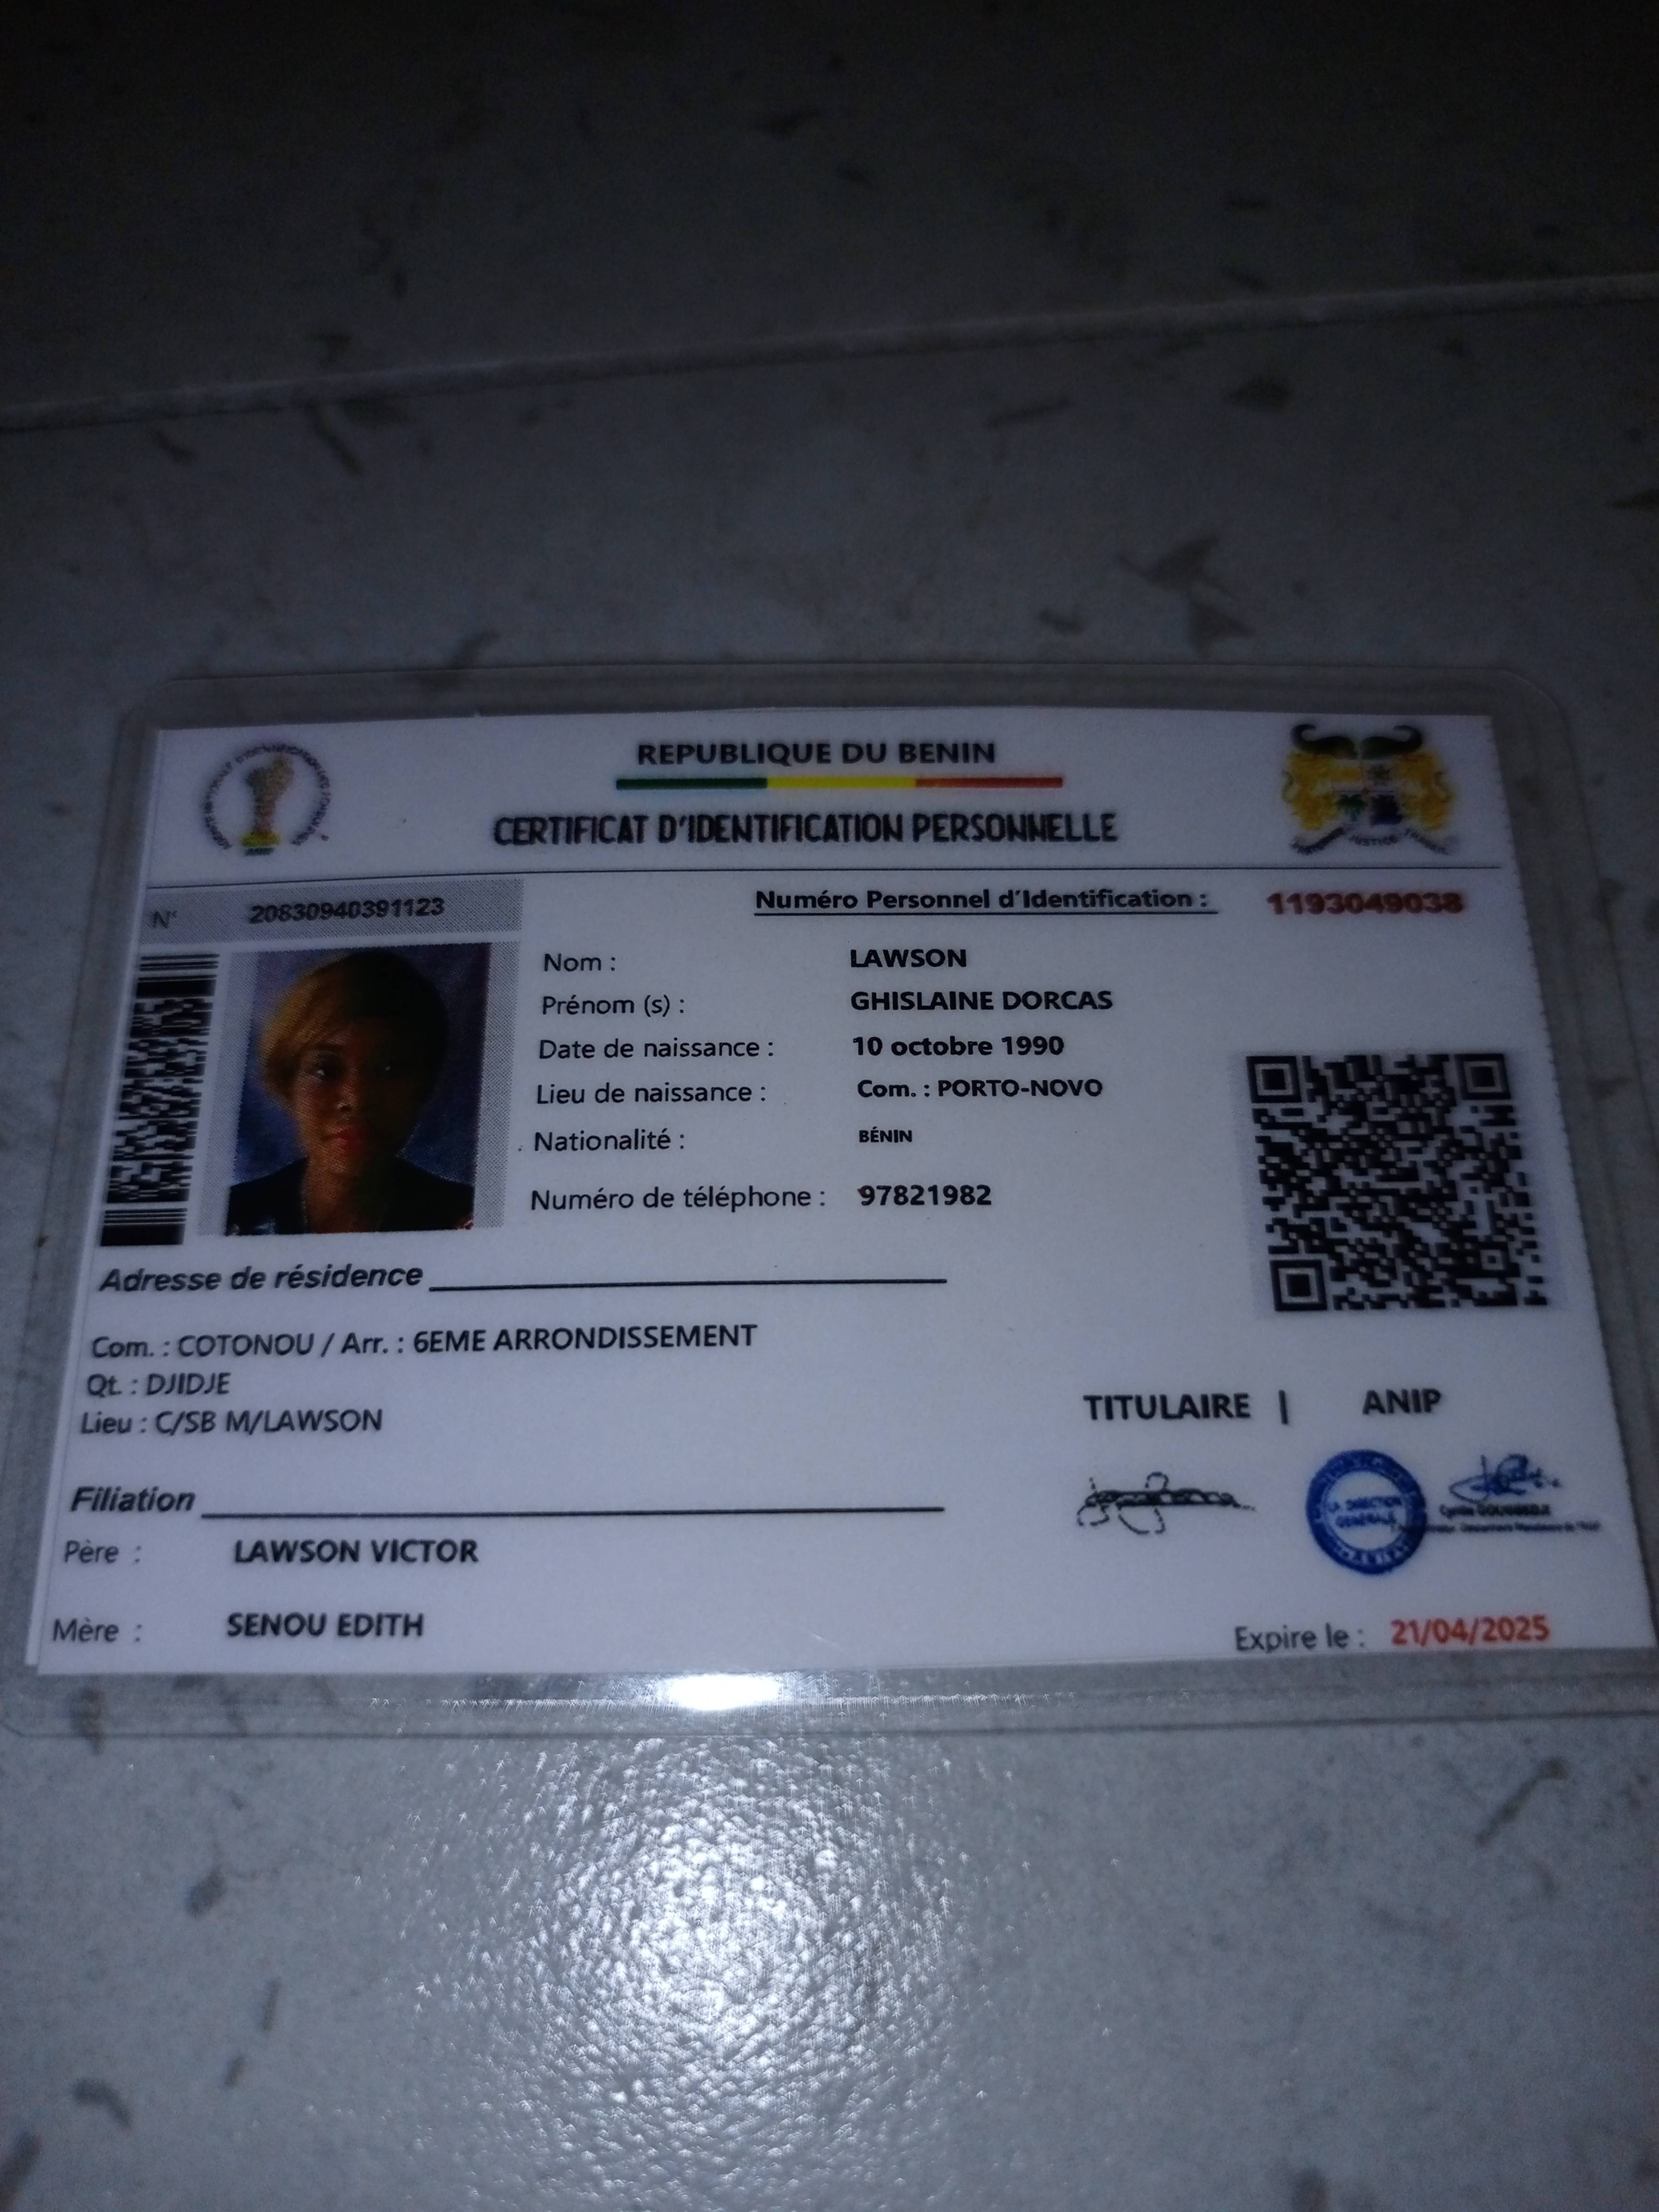 REPUBLIQUE DU BENIN
CERTIFICAT D'IDENTIFICATION PERSONNELLE
N° 20830940391123
Numéro Personnel d'Identification : 1193049038
Nom : LAWSON
Prénom (s) : GHISLAINE DORCAS
Date de naissance : 10 octobre 1990
Lieu de naissance : Com. : PORTO-NOVO
Nationalité : BÉNIN
Numéro de téléphone : 97821982
Adresse de résidence
Com. : COTONOU / Arr. : 6EME ARRONDISSEMENT
Qt. : DJIDJE
Lieu : C/SB M/LAWSON
TITULAIRE | ANIP
LA DIRECTION
GENERALE
Filiation
Père : LAWSON VICTOR
Mère : SENOU EDITH
Expire le : 21/04/2025